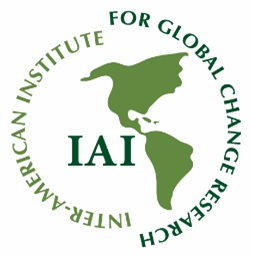 INTER-AMERICAN INSTITUTE
FOR GLOBAL CHANGE RESEARCH
IAI